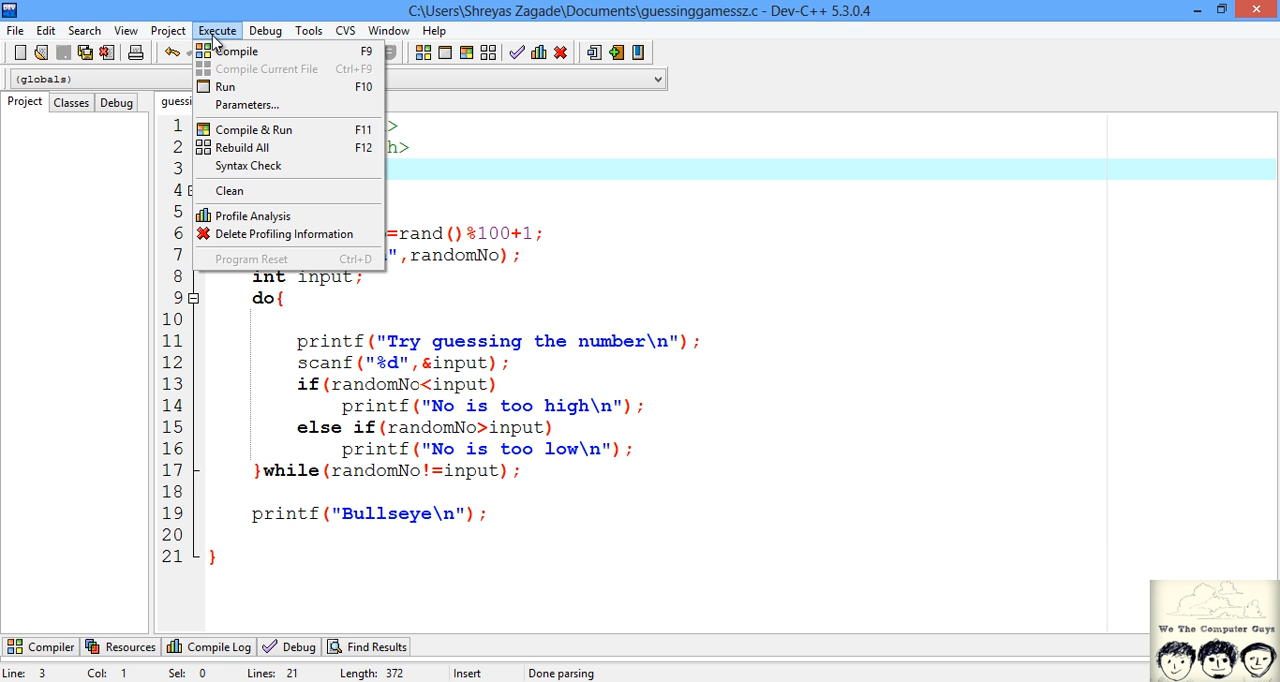 C:\Users\Shreyas Zagade\Documents\guessinggamessz.c - Dev-C++ 5.3.0.4
File Edit Search View Project Execute Debug Tools CVS Window Help
Compile F9
Compile Current File Ctrl+F9
Run F10
Parameters...
Compile & Run F11
Rebuild All F12
Syntax Check
Clean
Profile Analysis
Delete Profiling Information
Program Reset Ctrl+D
(globals)
Project Classes Debug guessi
1 >
2 h>
3
4
5
6 =rand()%100+1;
7 ",randomNo);
8 int input;
9 do{
10
11 printf("Try guessing the number\n");
12 scanf("%d",&input);
13 if(randomNo<input)
14 printf("No is too high\n");
15 else if(randomNo>input)
16 printf("No is too low\n");
17 }while(randomNo!=input);
18
19 printf("Bullseye\n");
20
21 }
We The Computer Guys
Compiler Resources Compile Log Debug Find Results
Line: 3 Col: 1 Sel: 0 Lines: 21 Length: 372 Insert Done parsing